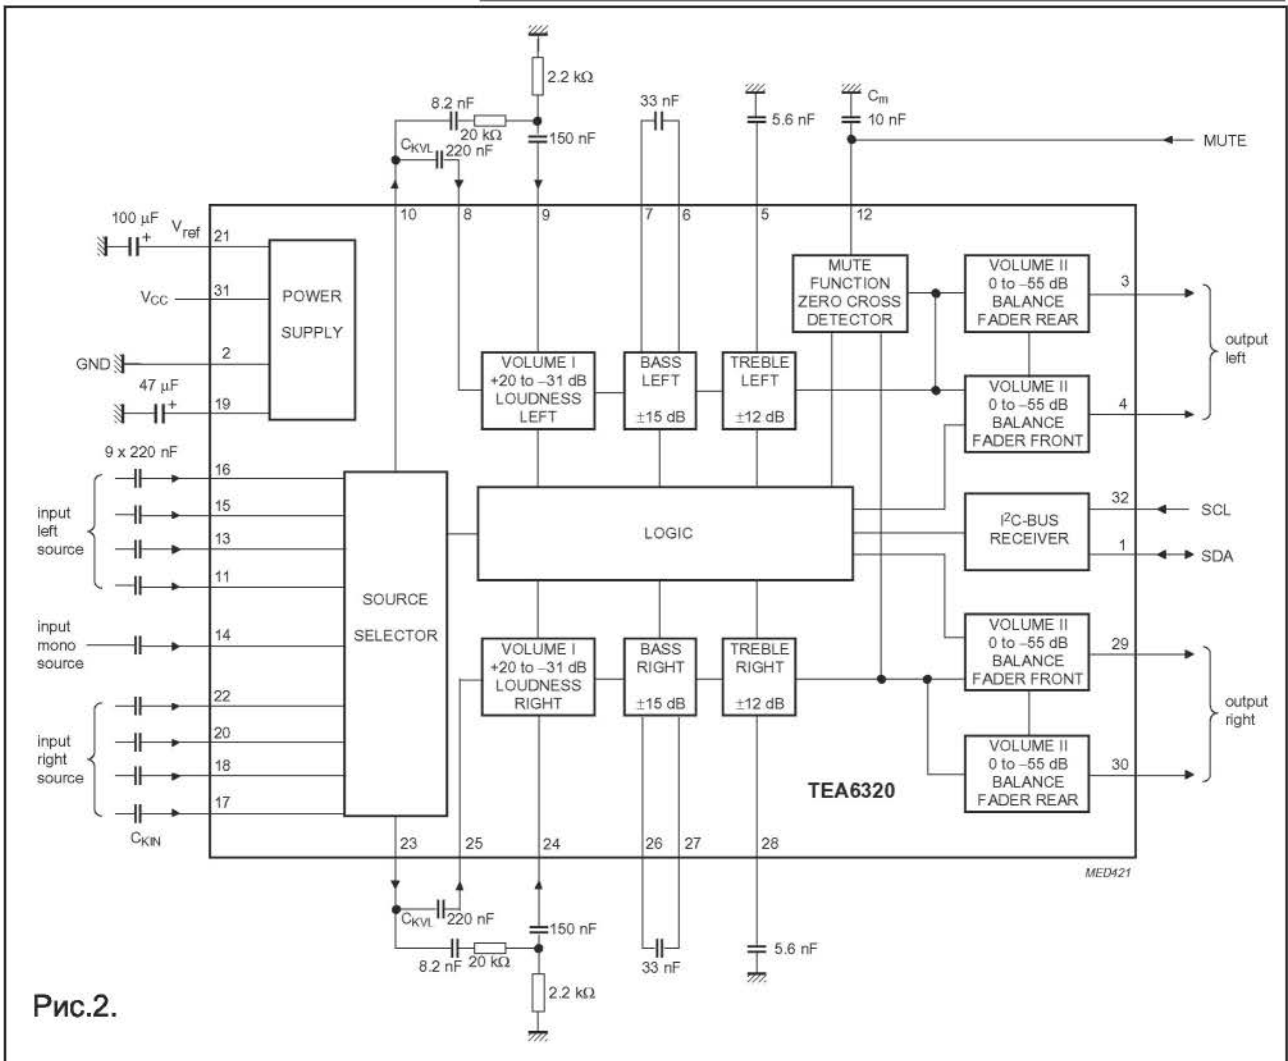 2.2 kΩ
8.2 nF
20 kΩ
150 nF
C_KVL 220 nF
33 nF
5.6 nF
C_m
10 nF
MUTE
10
8
9
7
6
5
12
100 µF
+
V_ref
21
V_CC
31
GND
2
47 µF
+
19
POWER
SUPPLY
MUTE
FUNCTION
ZERO CROSS
DETECTOR
VOLUME II
0 to –55 dB
BALANCE
FADER REAR
3
VOLUME I
+20 to –31 dB
LOUDNESS
LEFT
BASS
LEFT
±15 dB
TREBLE
LEFT
±12 dB
VOLUME II
0 to –55 dB
BALANCE
FADER FRONT
4
output
left
9 x 220 nF
16
15
13
11
input
left
source
input
mono
source
14
22
20
18
17
input
right
source
C_KIN
SOURCE
SELECTOR
LOGIC
I²C-BUS
RECEIVER
32
SCL
1
SDA
VOLUME I
+20 to –31 dB
LOUDNESS
RIGHT
BASS
RIGHT
±15 dB
TREBLE
RIGHT
±12 dB
VOLUME II
0 to –55 dB
BALANCE
FADER FRONT
29
VOLUME II
0 to –55 dB
BALANCE
FADER REAR
30
output
right
TEA6320
23
25
24
26
27
28
MED421
C_KVL 220 nF
150 nF
8.2 nF
20 kΩ
33 nF
5.6 nF
2.2 kΩ
Рис.2.